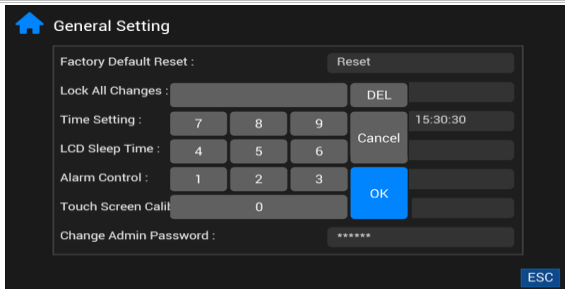 General Setting
Factory Default Reset : Reset
Lock All Changes : DEL
Time Setting : 7 8 9 Cancel 15:30:30
LCD Sleep Time : 4 5 6
Alarm Control : 1 2 3 OK
Touch Screen Calib 0
Change Admin Password : ******
ESC